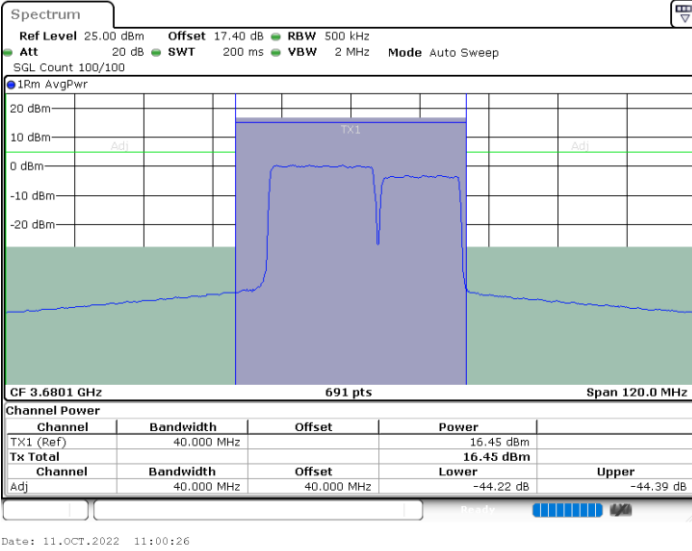 Spectrum
Ref Level 25.00 dBm Offset 17.40 dB RBW 500 kHz
Att 20 dB SWT 200 ms VBW 2 MHz Mode Auto Sweep
SGL Count 100/100
1Rm AvgPwr
20 dBm
TX1
10 dBm
Adj Adj
0 dBm
-10 dBm
-20 dBm
CF 3.6801 GHz 691 pts Span 120.0 MHz
Channel Power
Channel Bandwidth Offset Power
TX1 (Ref) 40.000 MHz 16.45 dBm
Tx Total 16.45 dBm
Channel Bandwidth Offset Lower Upper
Adj 40.000 MHz 40.000 MHz -44.22 dB -44.39 dB
Ready
Date: 11.OCT.2022 11:00:26